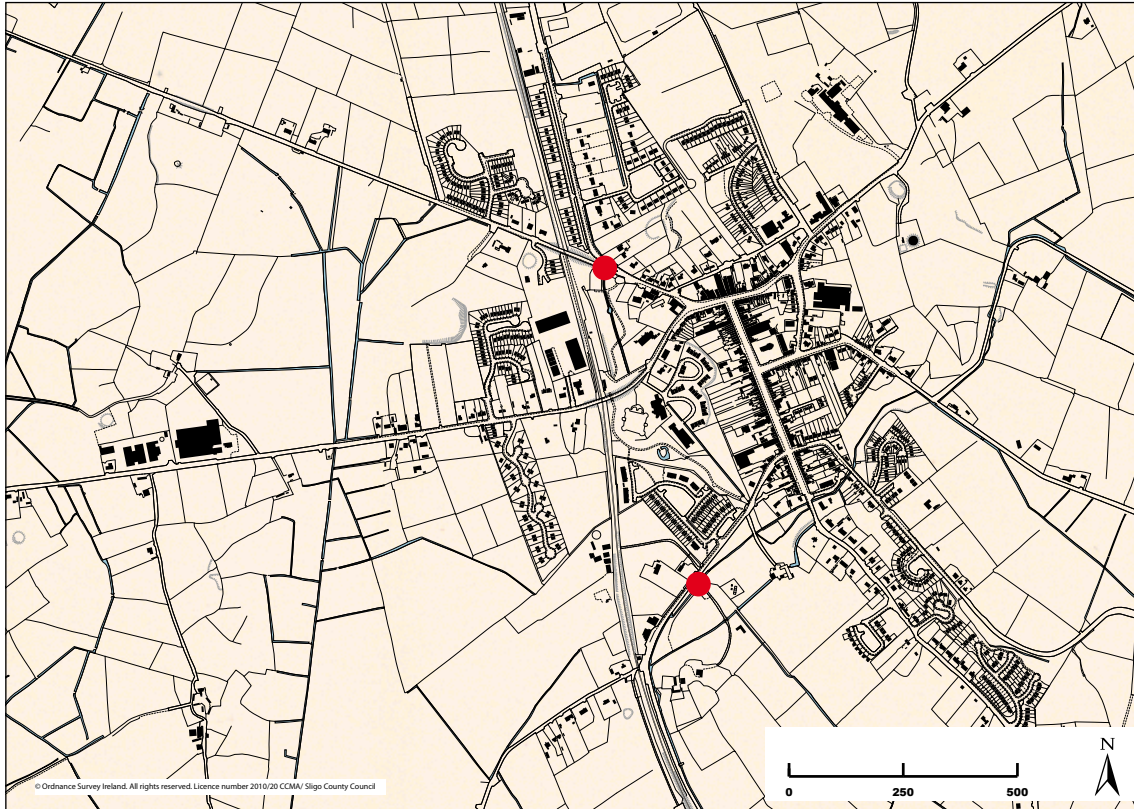 N
0 250 500
© Ordnance Survey Ireland. All rights reserved. Licence number 2010/20 CCMA/ Sligo County Council